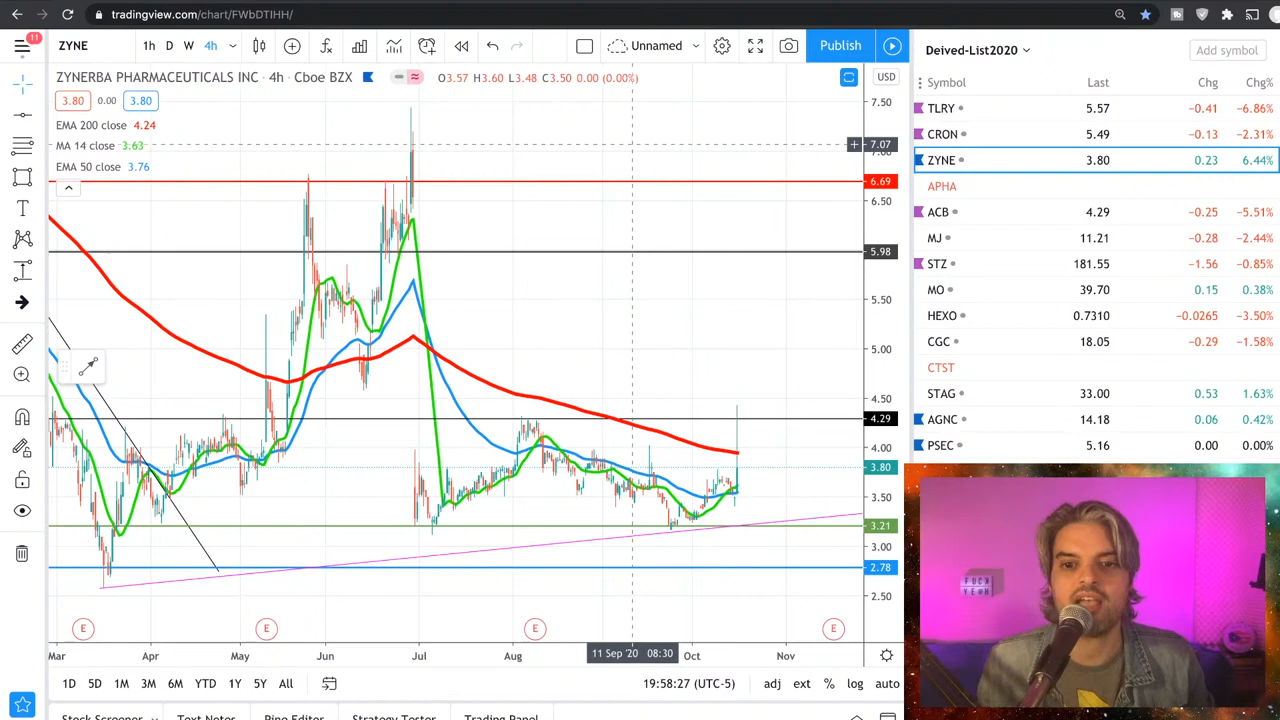 tradingview.com/chart/FWbDTIHH/
11
ZYNE 1h D W 4h Unnamed Publish
ZYNERBA PHARMACEUTICALS INC · 4h · Cboe BZX O3.57 H3.60 L3.48 C3.50 0.00 (0.00%) USD
3.80 0.00 3.80
EMA 200 close 4.24
MA 14 close 3.63
EMA 50 close 3.76
7.50
7.07
7.00
6.69
6.50
5.98
5.50
5.00
4.50
4.29
4.00
3.80
3.50
3.21
3.00
2.78
2.50
E E E E
Mar Apr May Jun Jul Aug 11 Sep '20 08:30 Oct Nov
1D 5D 1M 3M 6M YTD 1Y 5Y All 19:58:27 (UTC-5) adj ext % log auto
Stock Screener Text Notes Pine Editor Strategy Tester Trading Panel
Deived-List2020 Add symbol
Symbol Last Chg Chg%
TLRY 5.57 −0.41 −6.86%
CRON 5.49 −0.13 −2.31%
ZYNE 3.80 0.23 6.44%
APHA
ACB 4.29 −0.25 −5.51%
MJ 11.21 −0.28 −2.44%
STZ 181.55 −1.56 −0.85%
MO 39.70 0.15 0.38%
HEXO 0.7310 −0.0265 −3.50%
CGC 18.05 −0.29 −1.58%
CTST
STAG 33.00 0.53 1.63%
AGNC 14.18 0.06 0.42%
PSEC 5.16 0.00 0.00%
FUCK
YEAH